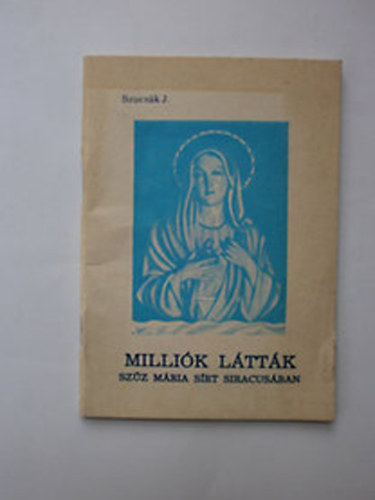 Szucsák J.
MILLIÓK LÁTTÁK
SZŰZ MÁRIA SÍRT SIRACUSÁBAN